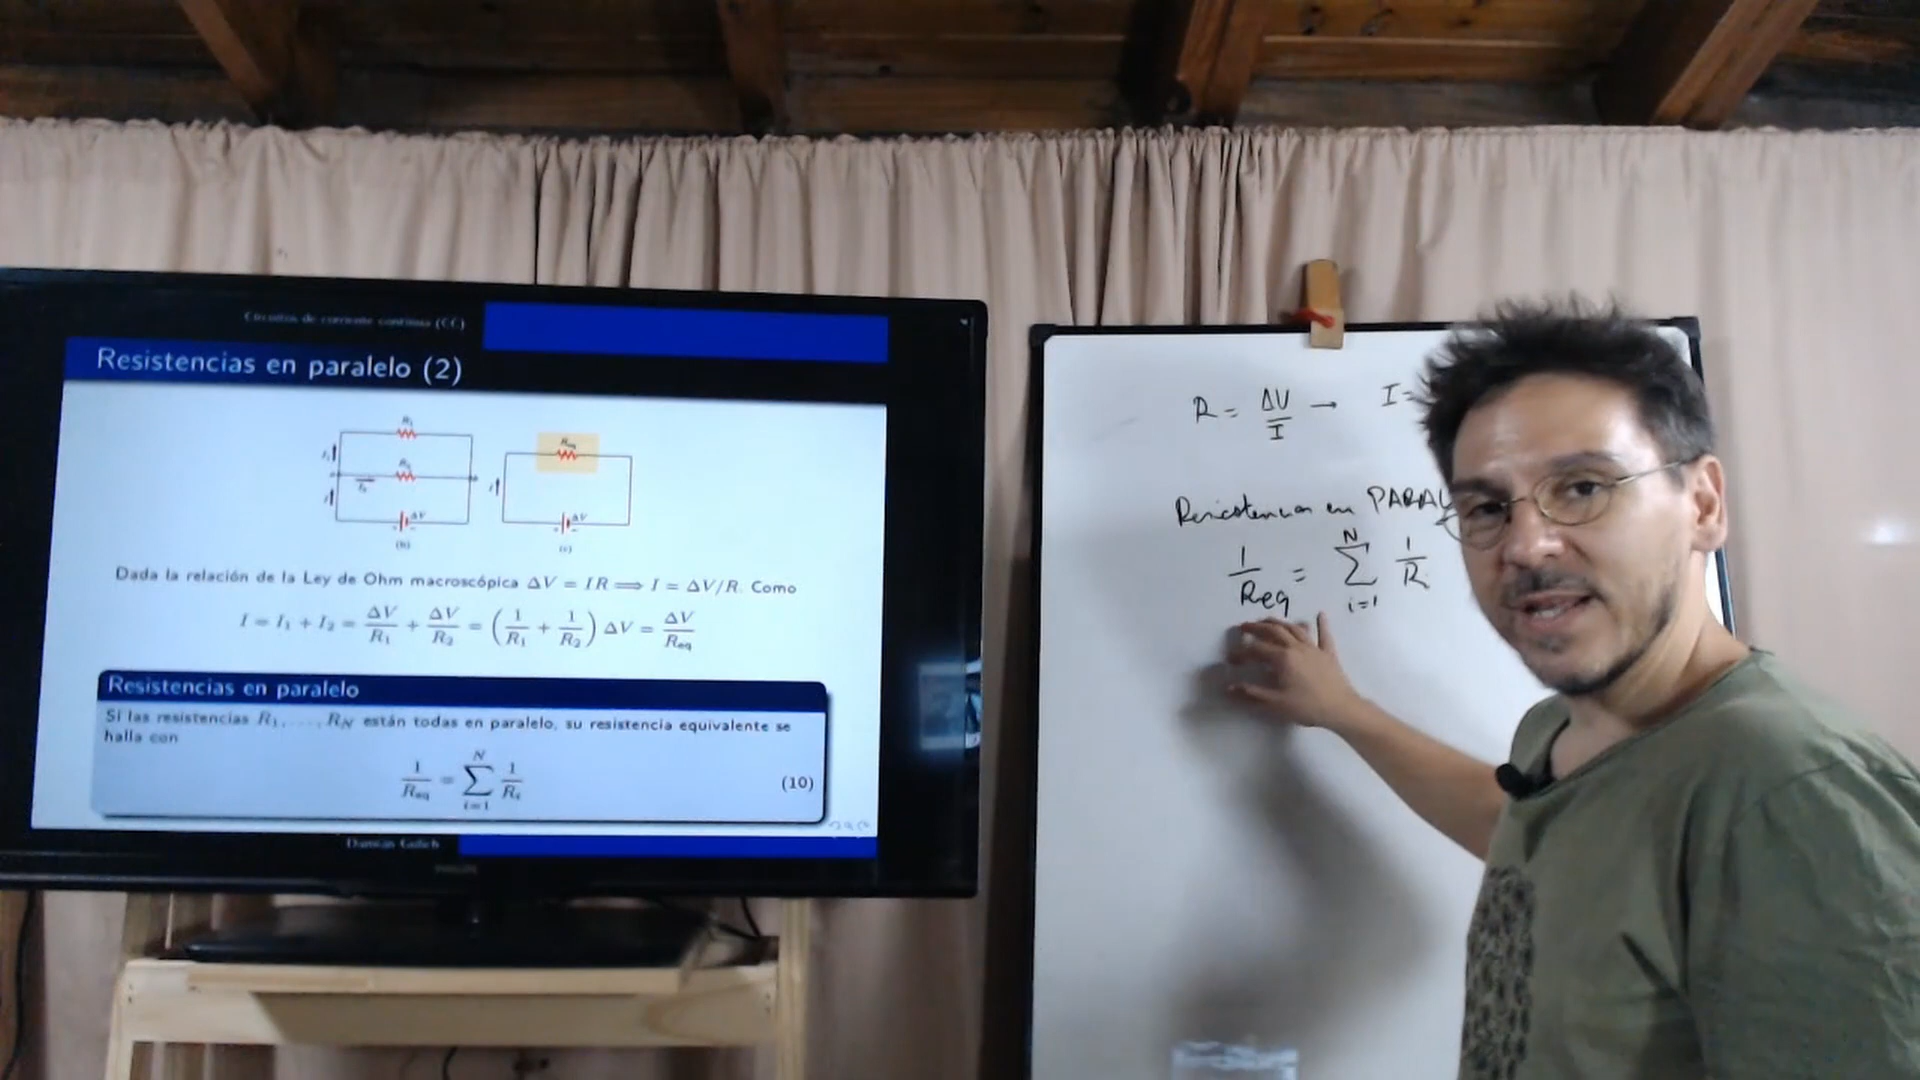 Circuitos de corriente continua (CC)
Resistencias en paralelo (2)
R₁
R₂
ΔV
(b)
R_eq
I
ΔV
(c)
Dada la relación de la Ley de Ohm macroscópica ΔV = IR ⟹ I = ΔV/R. Como
I = I₁ + I₂ = ΔV/R₁ + ΔV/R₂ = (1/R₁ + 1/R₂) ΔV = ΔV/R_eq
Resistencias en paralelo
Si las resistencias R₁, ..., R_N están todas en paralelo, su resistencia equivalente se
halla con
1/R_eq = ∑_{i=1}^{N} 1/R_i (10)
Damián Gulich
PHILIPS
R = ΔV/I → I =
Resistencias en PARAL
1/Req = ∑_{i=1}^{N} 1/R